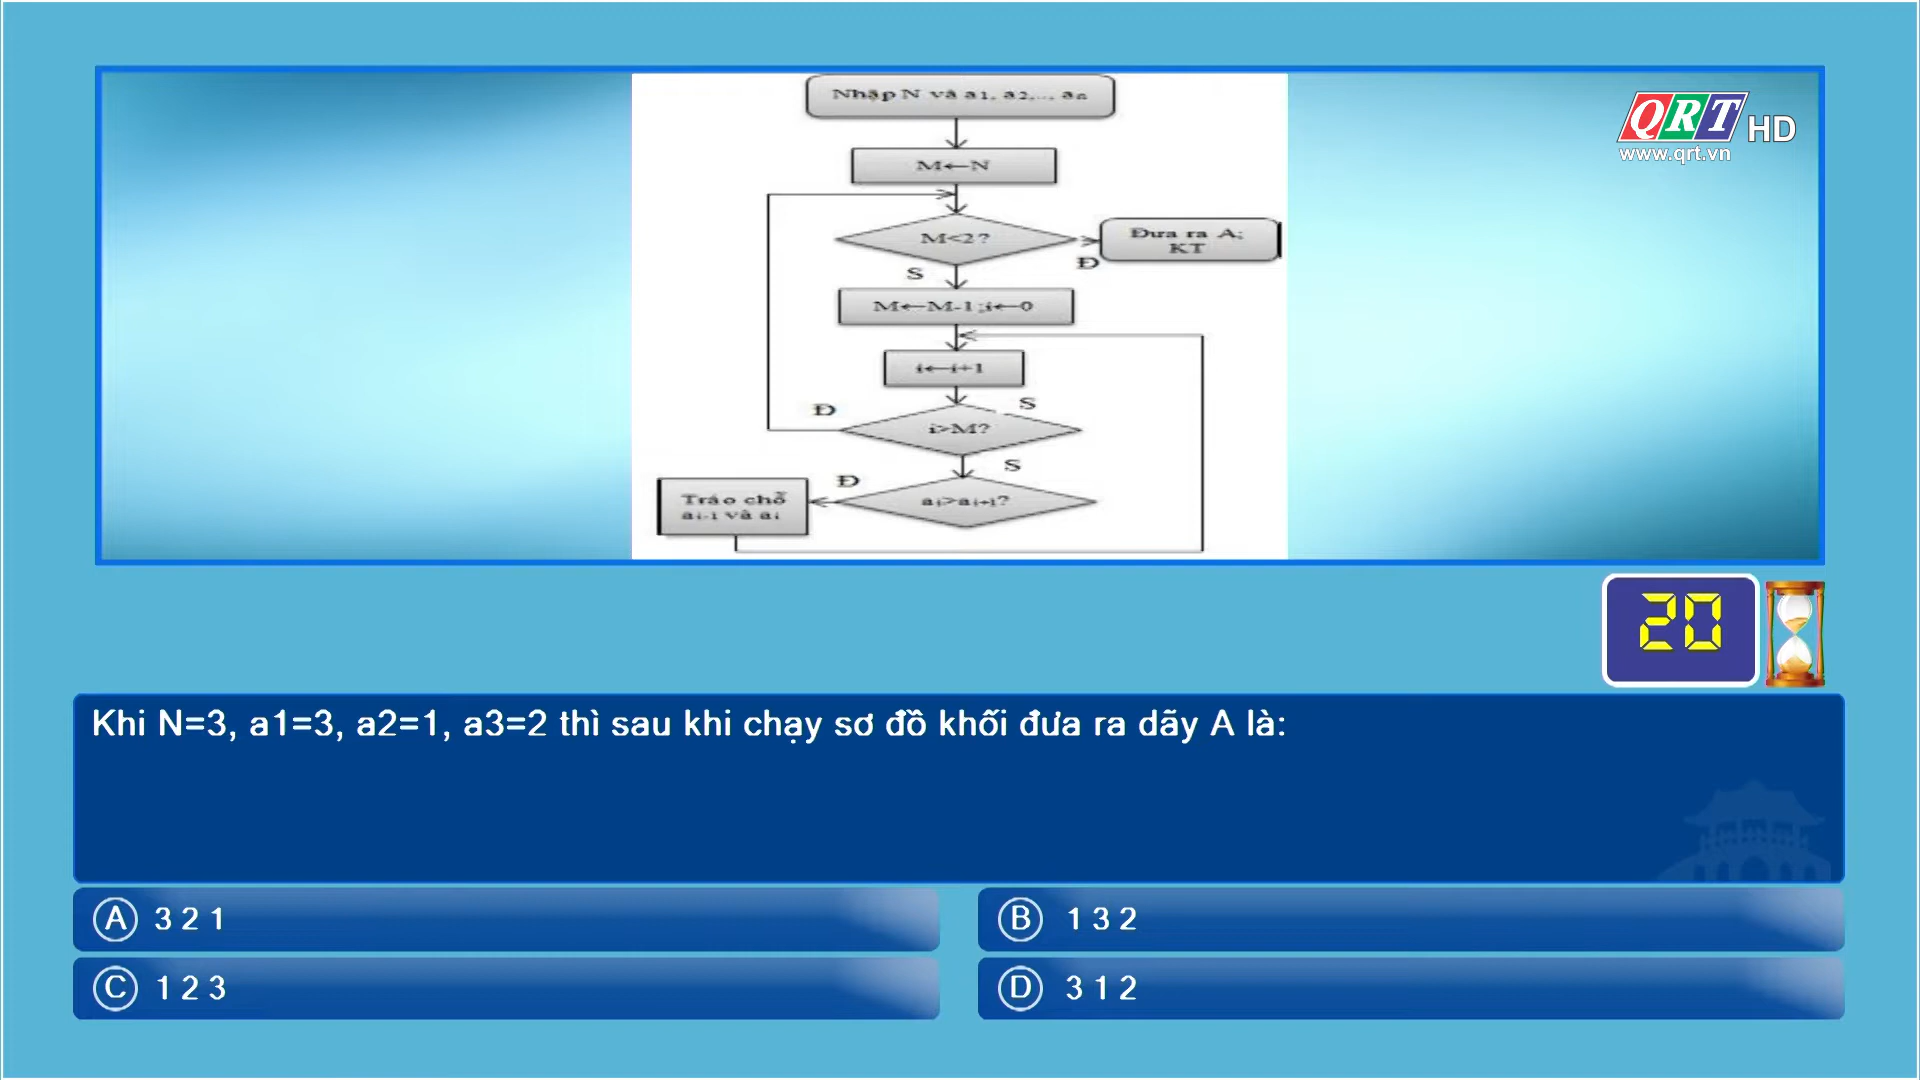 QRT HD
www.qrt.vn
Nhập N và a1, a2,.., an
M←N
M<2?
Đưa ra A;
KT
Đ
S
M←M-1;i←0
i←i+1
S
Đ
i>M?
S
Đ
ai>ai+1?
Tráo chỗ
ai-1 và ai
20
Khi N=3, a1=3, a2=1, a3=2 thì sau khi chạy sơ đồ khối đưa ra dãy A là:
A 3 2 1
B 1 3 2
C 1 2 3
D 3 1 2